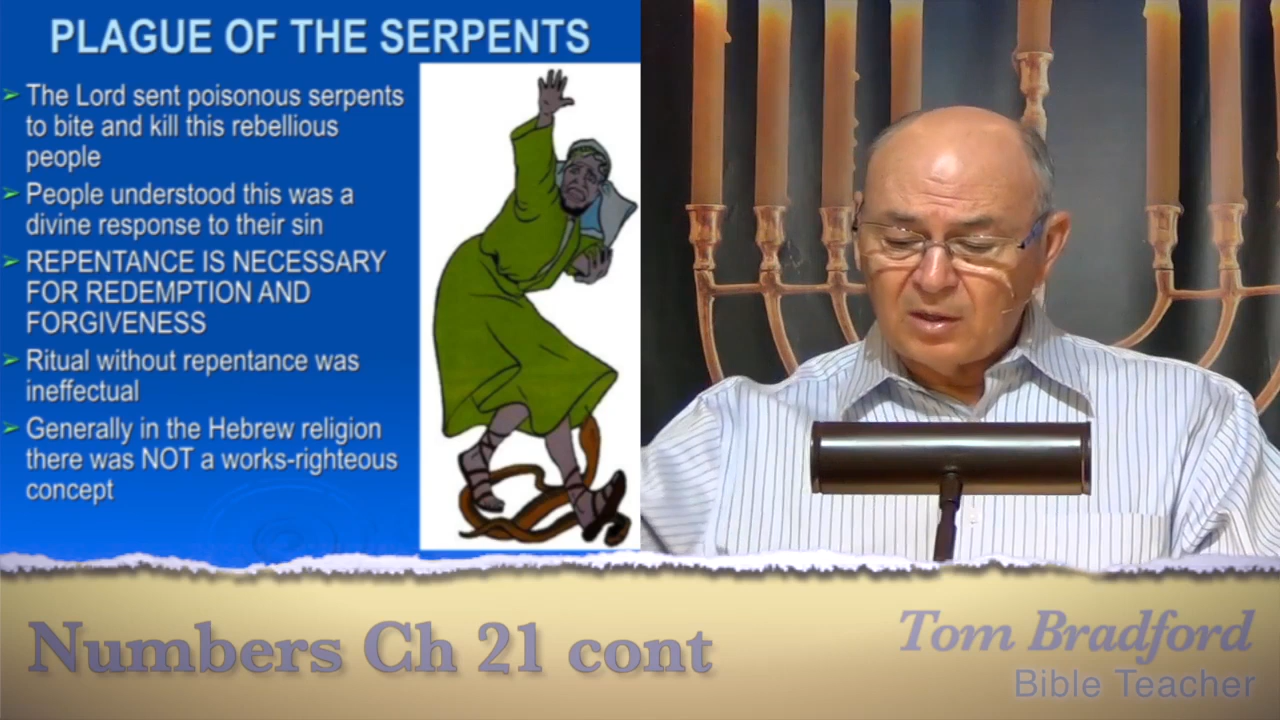 PLAGUE OF THE SERPENTS
The Lord sent poisonous serpents
to bite and kill this rebellious
people
People understood this was a
divine response to their sin
REPENTANCE IS NECESSARY
FOR REDEMPTION AND
FORGIVENESS
Ritual without repentance was
ineffectual
Generally in the Hebrew religion
there was NOT a works-righteous
concept
Numbers Ch 21 cont
Tom Bradford
Bible Teacher